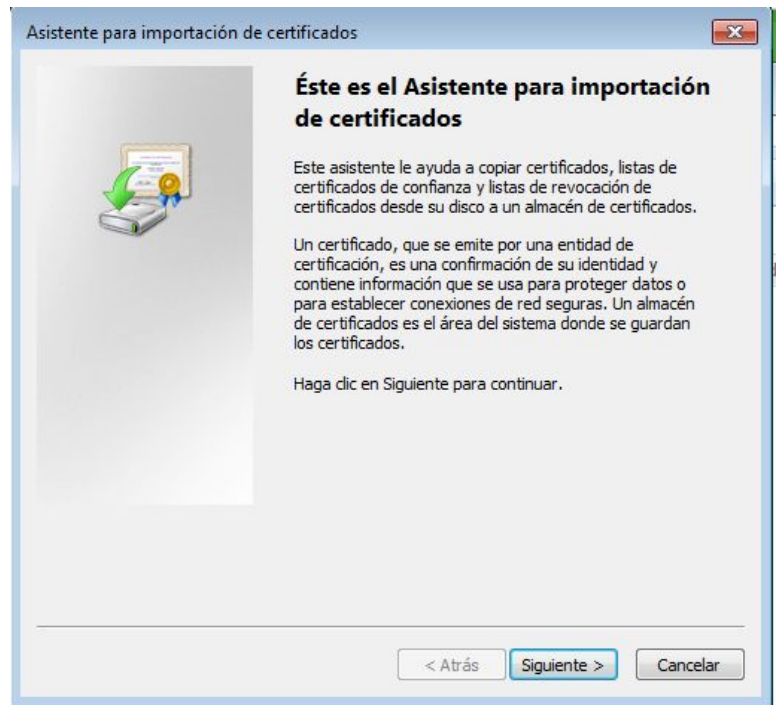 Asistente para importación de certificados
Éste es el Asistente para importación
de certificados
Este asistente le ayuda a copiar certificados, listas de
certificados de confianza y listas de revocación de
certificados desde su disco a un almacén de certificados.
Un certificado, que se emite por una entidad de
certificación, es una confirmación de su identidad y
contiene información que se usa para proteger datos o
para establecer conexiones de red seguras. Un almacén
de certificados es el área del sistema donde se guardan
los certificados.
Haga clic en Siguiente para continuar.
< Atrás
Siguiente >
Cancelar